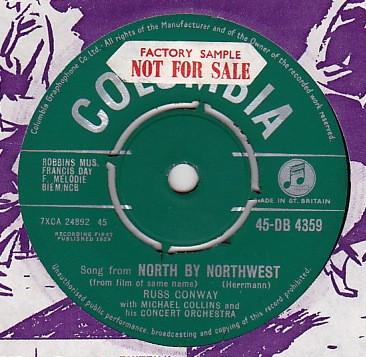 All Rights of the Manufacturer and of the Owner of the Recorded Work Reserved
Columbia Graphophone Co. Ltd.
FACTORY SAMPLE
NOT FOR SALE
COLUMBIA
ROBBINS MUS.
FRANCIS DAY
F. MELODIE
BIEM/NCB
MADE IN GT. BRITAIN
7XCA 24892 45
RECORDING FIRST
PUBLISHED 1959
45-DB 4359
Song from NORTH BY NORTHWEST
(from film of same name) (Herrmann)
RUSS CONWAY
with MICHAEL COLLINS and
his CONCERT ORCHESTRA
Unauthorised public performance, broadcasting and copying of this record prohibited